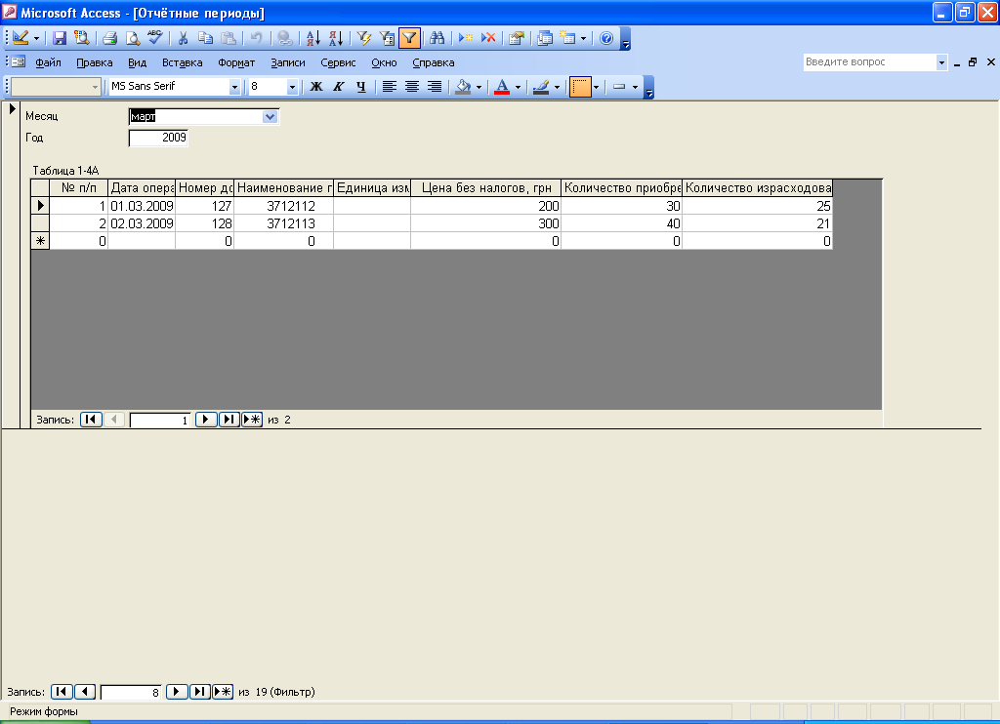 Microsoft Access - [Отчётные периоды]
Файл Правка Вид Вставка Формат Записи Сервис Окно Справка Введите вопрос
MS Sans Serif 8 Ж К Ч
Месяц март
Год 2009
Таблица 1-4А
№ п/п Дата опера Номер до Наименование г Единица изм Цена без налогов, грн Количество приобре Количество израсходова
1 01.03.2009 127 3712112 200 30 25
2 02.03.2009 128 3712113 300 40 21
0 0 0 0 0 0
Запись: 1 из 2
Запись: 8 из 19 (Фильтр)
Режим формы